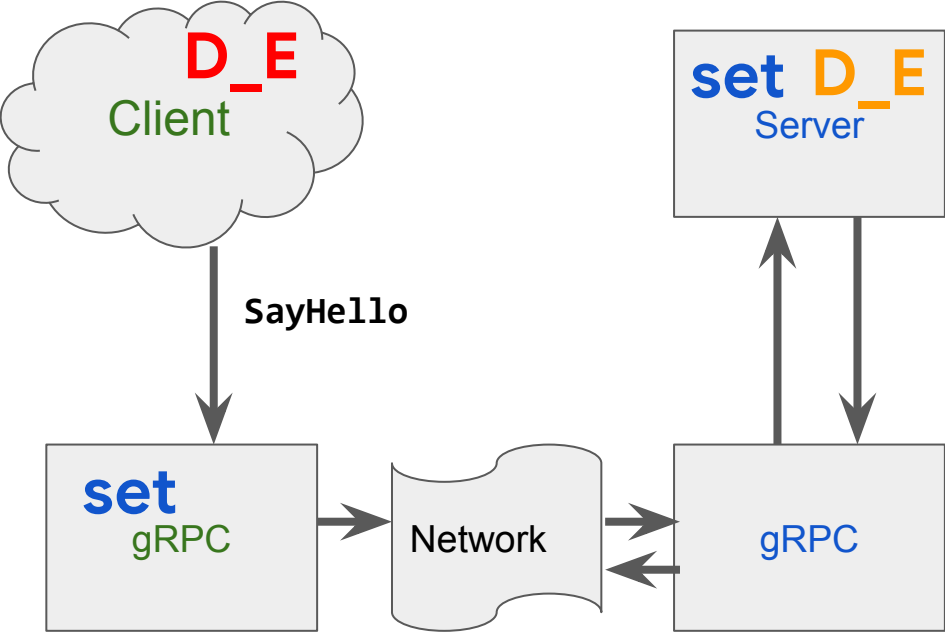 D_E
Client
set D_E
Server
SayHello
set
gRPC
Network
gRPC